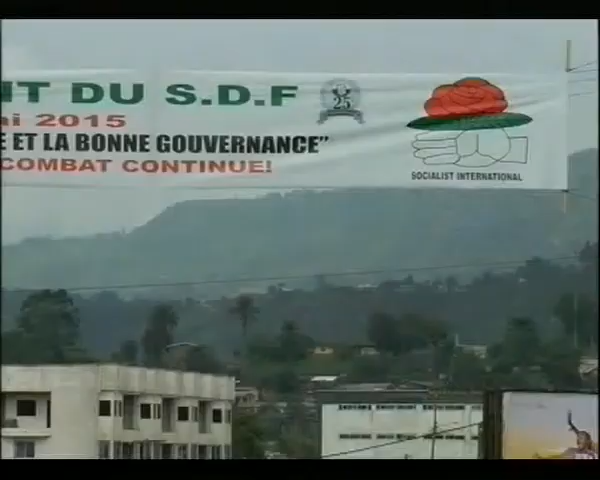 NT DU S.D.F
ai 2015
E ET LA BONNE GOUVERNANCE"
COMBAT CONTINUE!
25
SOCIALIST INTERNATIONAL